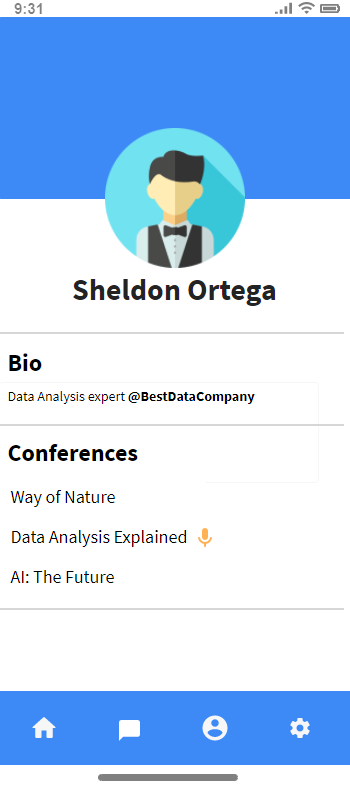 9:31
Sheldon Ortega
Bio
Data Analysis expert @BestDataCompany
Conferences
Way of Nature
Data Analysis Explained
AI: The Future